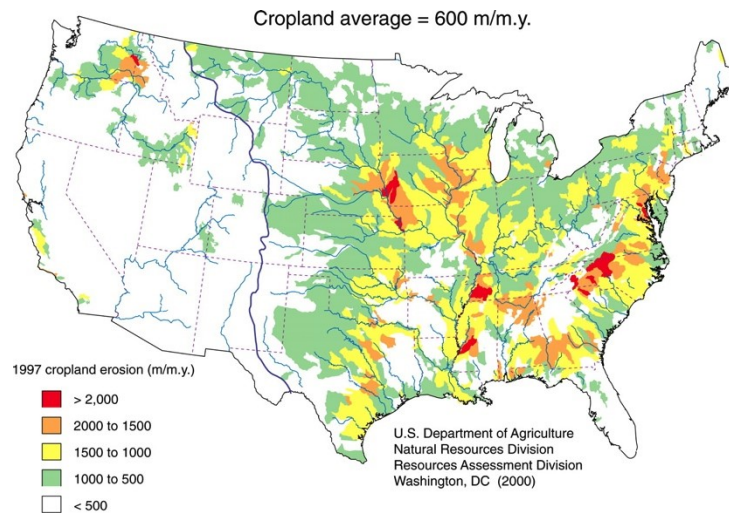 Cropland average = 600 m/m.y.
1997 cropland erosion (m/m.y.)
> 2,000
2000 to 1500
1500 to 1000
1000 to 500
< 500
U.S. Department of Agriculture
Natural Resources Division
Resources Assessment Division
Washington, DC (2000)